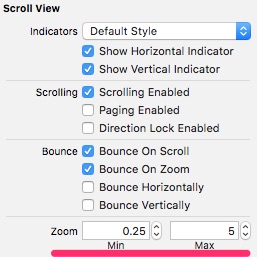 Scroll View
Indicators Default Style
Show Horizontal Indicator
Show Vertical Indicator
Scrolling Scrolling Enabled
Paging Enabled
Direction Lock Enabled
Bounce Bounce On Scroll
Bounce On Zoom
Bounce Horizontally
Bounce Vertically
Zoom 0.25 5
Min Max